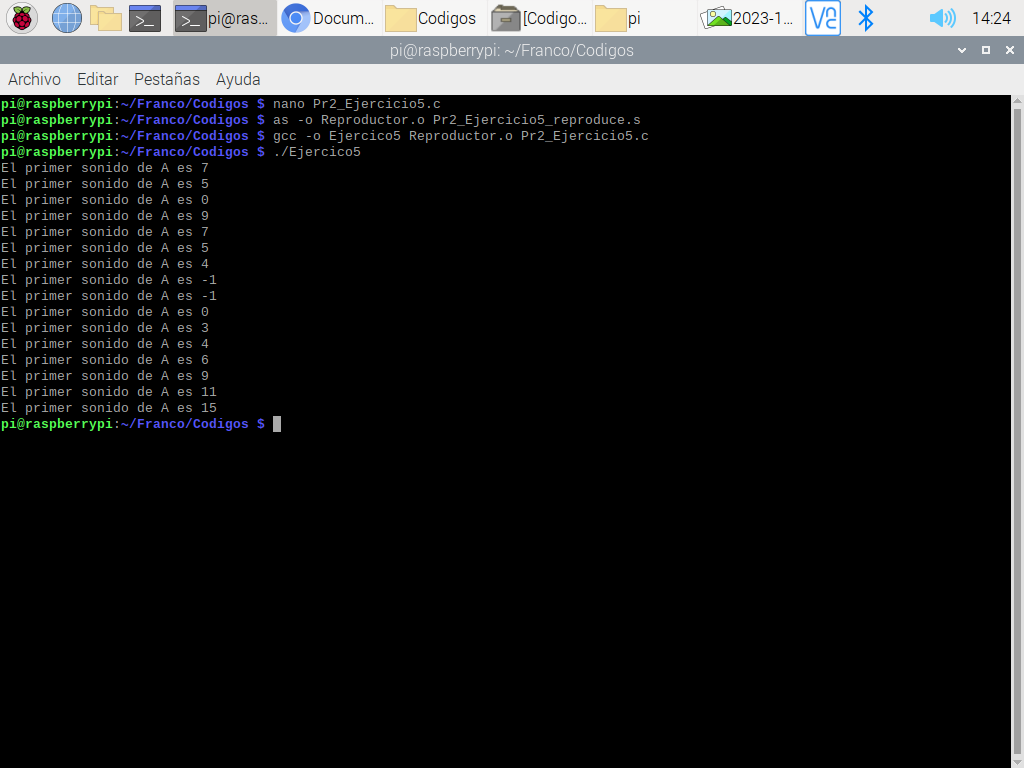 pi@ras... Docum... Codigos [Codigo... pi 2023-1... 14:24
pi@raspberrypi: ~/Franco/Codigos
Archivo Editar Pestañas Ayuda
pi@raspberrypi:~/Franco/Codigos $ nano Pr2_Ejercicio5.c
pi@raspberrypi:~/Franco/Codigos $ as -o Reproductor.o Pr2_Ejercicio5_reproduce.s
pi@raspberrypi:~/Franco/Codigos $ gcc -o Ejercico5 Reproductor.o Pr2_Ejercicio5.c
pi@raspberrypi:~/Franco/Codigos $ ./Ejercico5
El primer sonido de A es 7
El primer sonido de A es 5
El primer sonido de A es 0
El primer sonido de A es 9
El primer sonido de A es 7
El primer sonido de A es 5
El primer sonido de A es 4
El primer sonido de A es -1
El primer sonido de A es -1
El primer sonido de A es 0
El primer sonido de A es 3
El primer sonido de A es 4
El primer sonido de A es 6
El primer sonido de A es 9
El primer sonido de A es 11
El primer sonido de A es 15
pi@raspberrypi:~/Franco/Codigos $